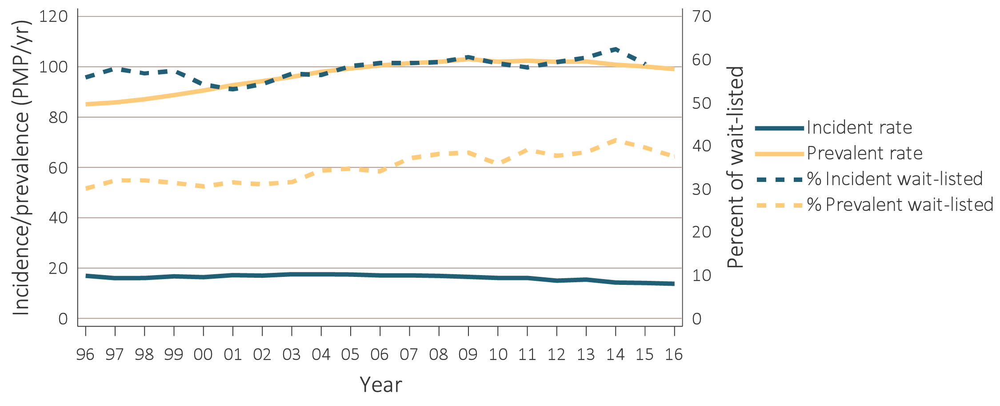 Incidence/prevalence (PMP/yr)
120
100
80
60
40
20
0
70
60
50
40
30
20
10
0
Percent of wait-listed
Incident rate
Prevalent rate
% Incident wait-listed
% Prevalent wait-listed
96 97 98 99 00 01 02 03 04 05 06 07 08 09 10 11 12 13 14 15 16
Year